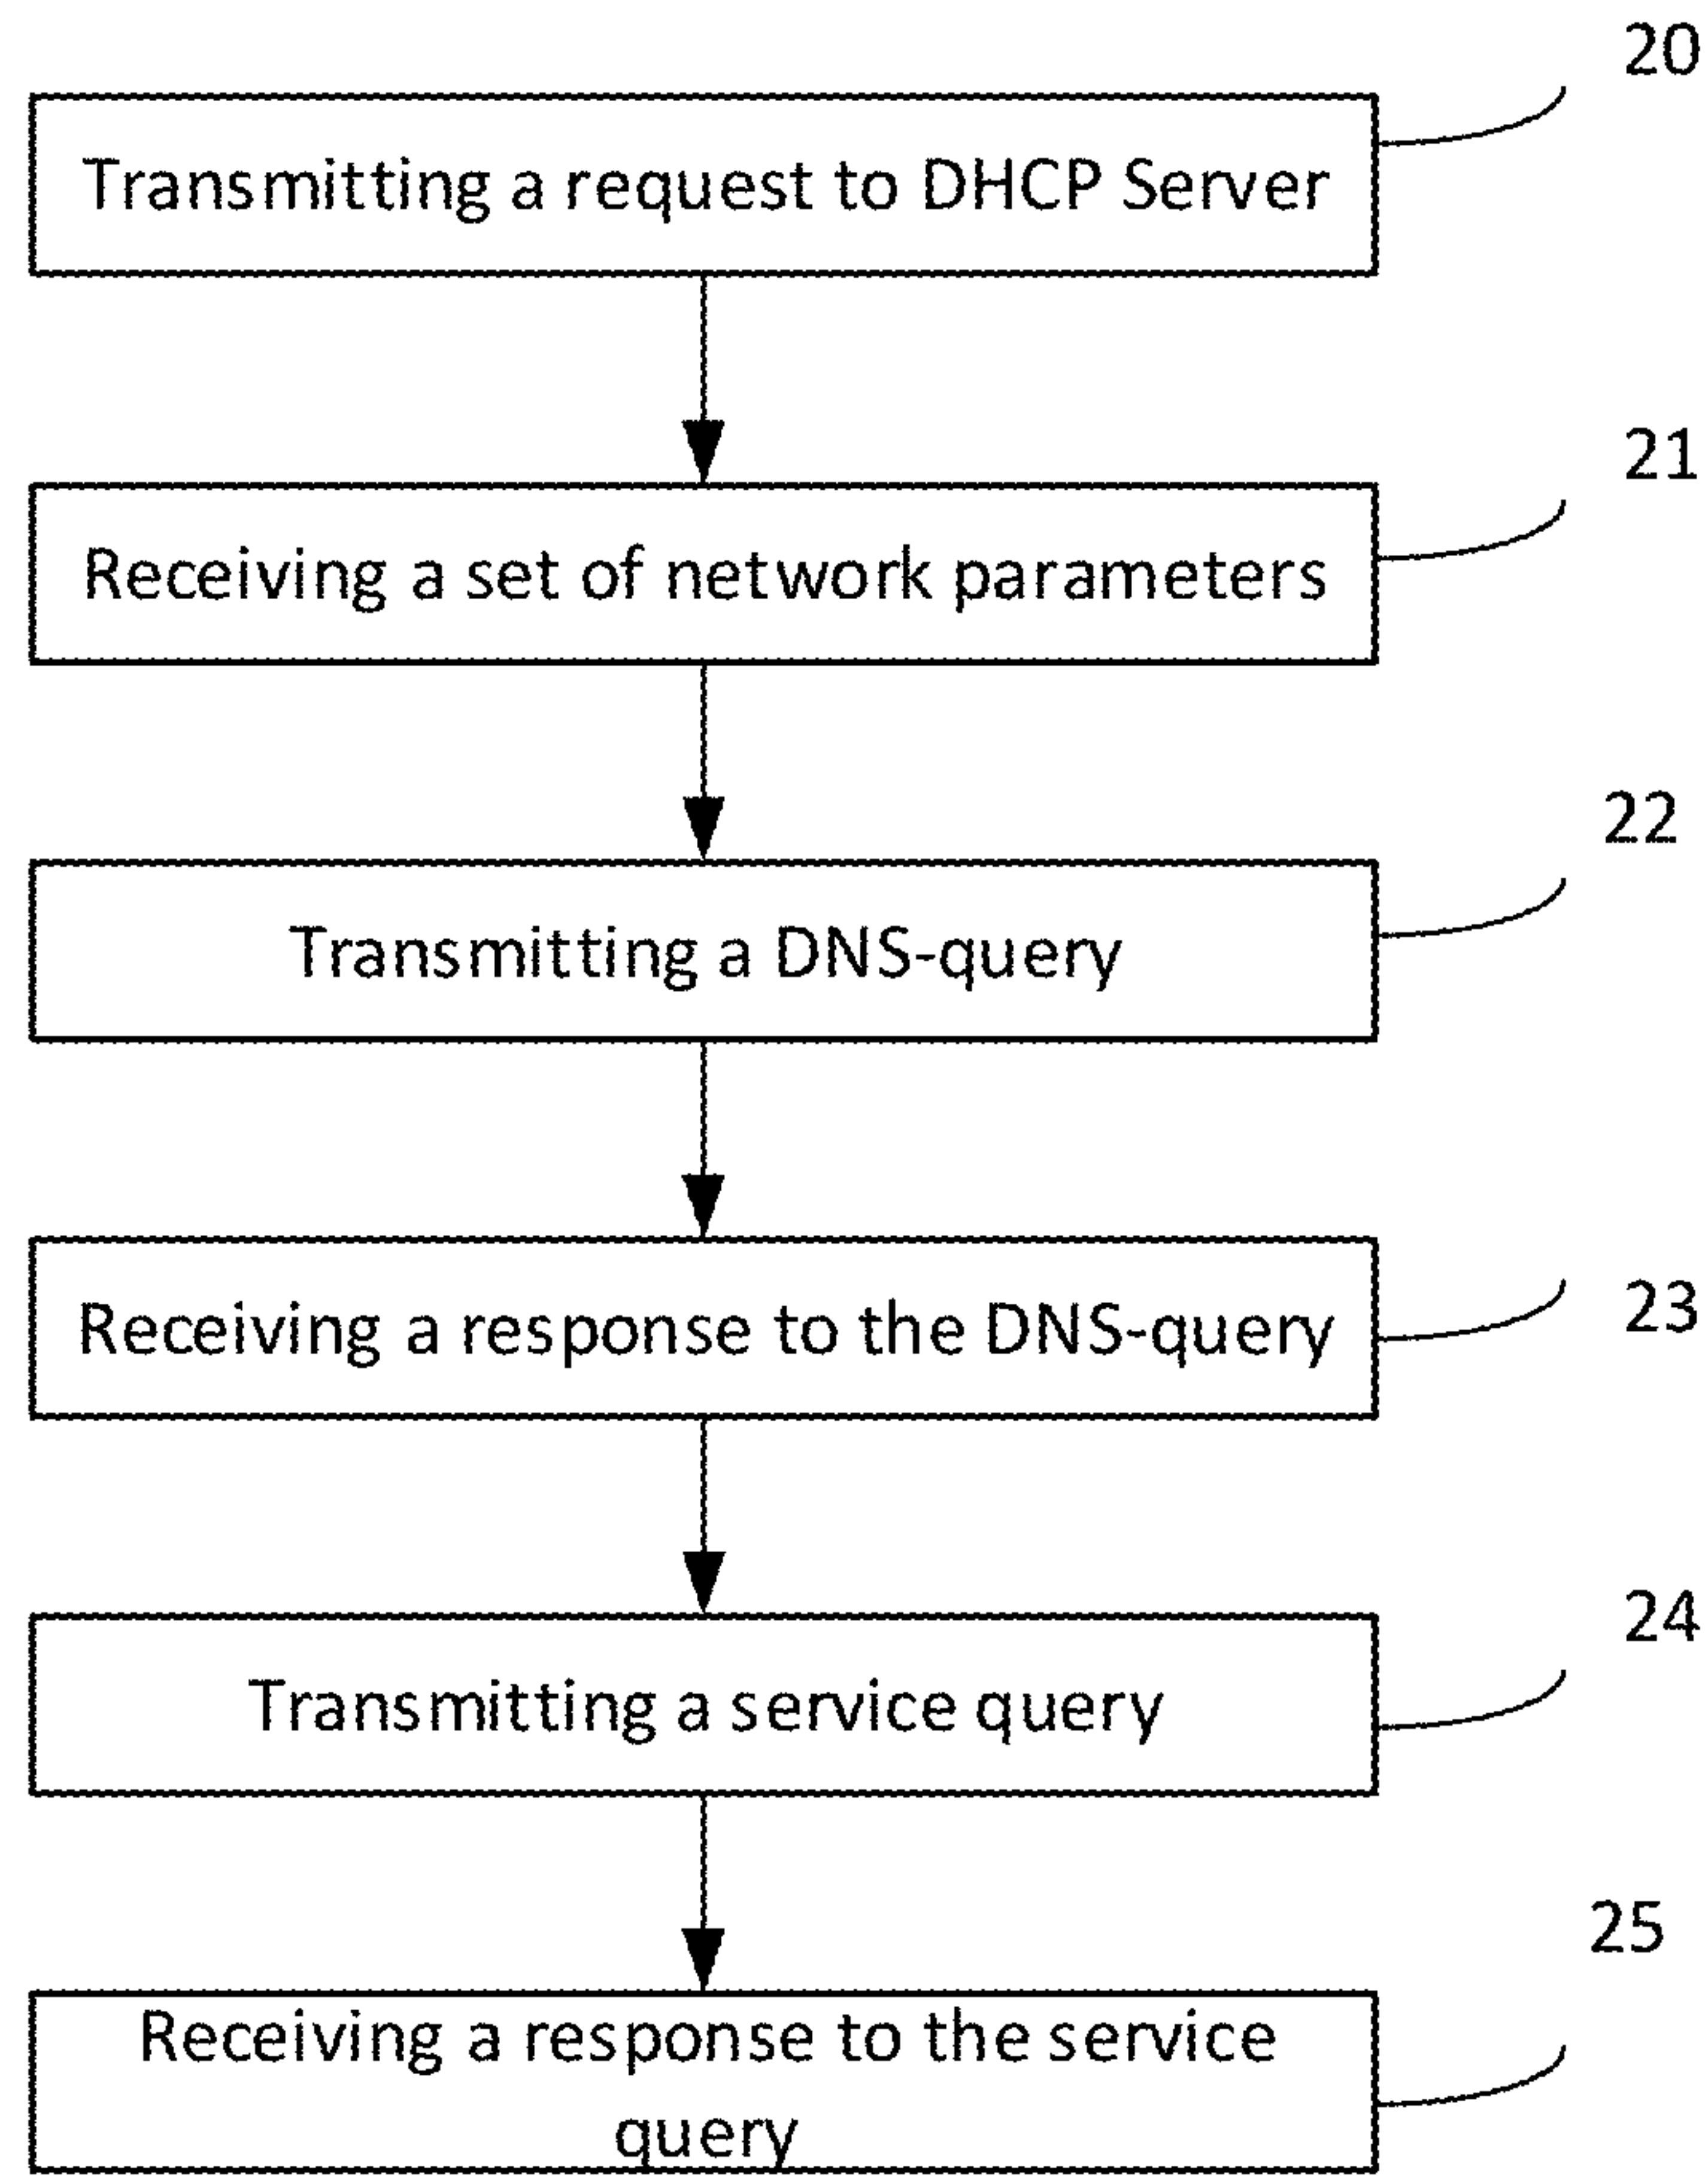 20
Transmitting a request to DHCP Server
21
Receiving a set of network parameters
22
Transmitting a DNS-query
23
Receiving a response to the DNS-query
24
Transmitting a service query
25
Receiving a response to the service
query